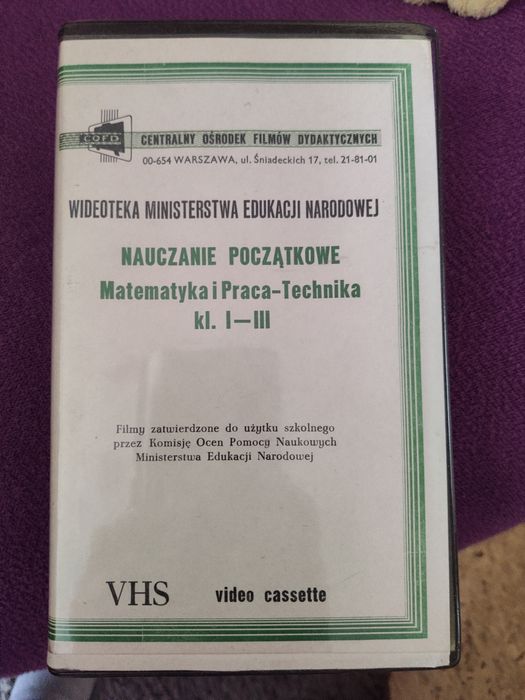 COFD
CENTRALNY OŚRODEK FILMÓW DYDAKTYCZNYCH
00-654 WARSZAWA, ul. Śniadeckich 17, tel. 21-81-01
WIDEOTEKA MINISTERSTWA EDUKACJI NARODOWEJ
NAUCZANIE POCZĄTKOWE
Matematyka i Praca-Technika
kl. I-III
Filmy zatwierdzone do użytku szkolnego
przez Komisję Ocen Pomocy Naukowych
Ministerstwa Edukacji Narodowej
VHS video cassette